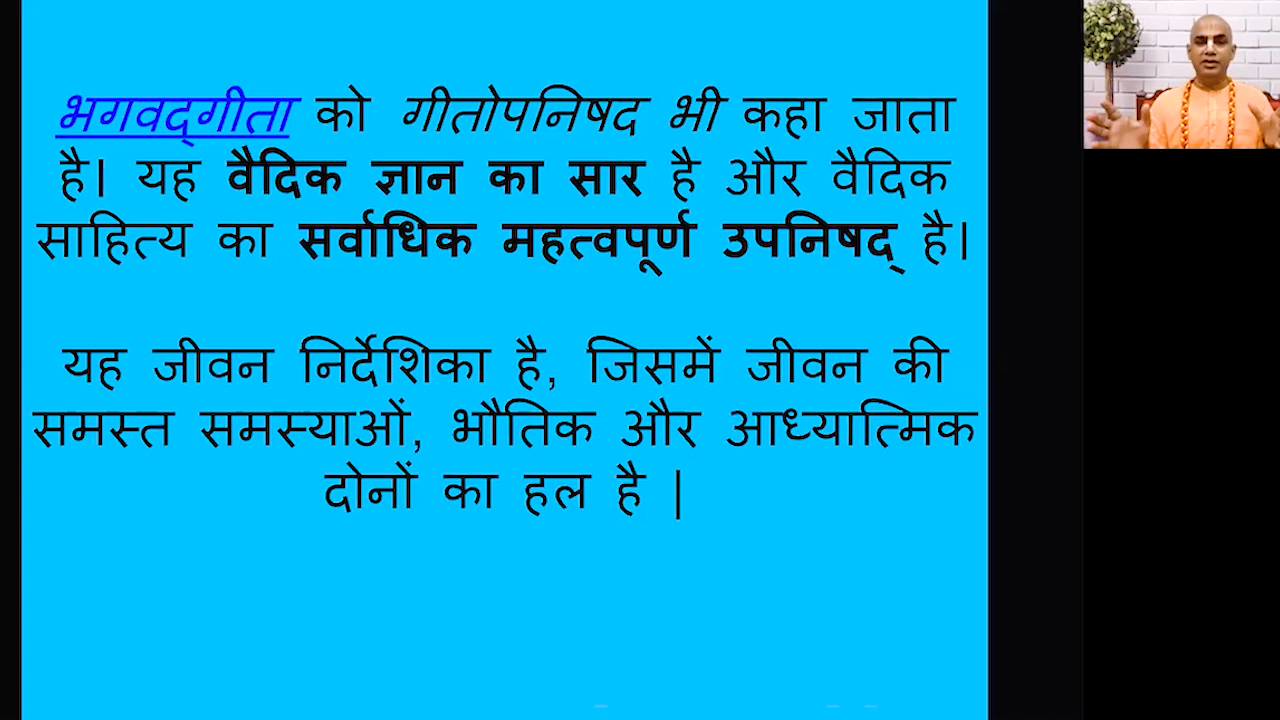 भगवद्गीता को गीतोपनिषद भी कहा जाता
है। यह वैदिक ज्ञान का सार है और वैदिक
साहित्य का सर्वाधिक महत्वपूर्ण उपनिषद् है।
यह जीवन निर्देशिका है, जिसमें जीवन की
समस्त समस्याओं, भौतिक और आध्यात्मिक
दोनों का हल है |